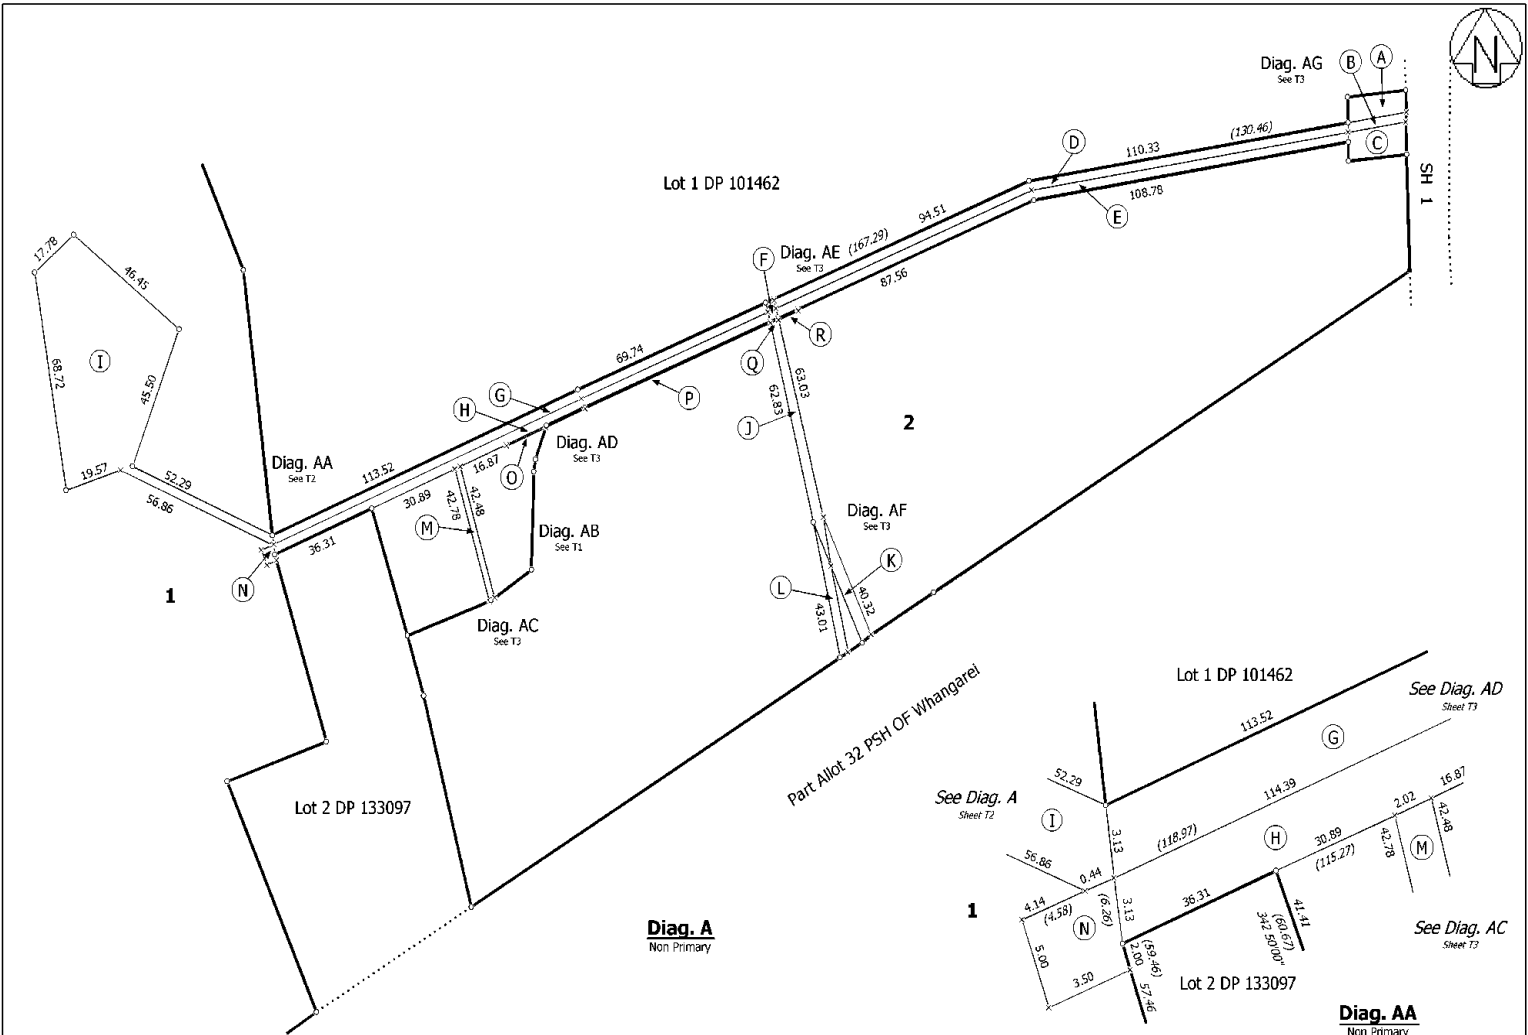 N
Diag. AG
See T3
B
A
C
SH 1
(130.46)
110.33
D
E
108.78
Lot 1 DP 101462
94.51
(167.29)
87.56
Diag. AE
See T3
F
17.78
46.45
68.72
I
45.50
19.57
52.29
56.86
69.74
R
Q
P
G
H
63.03
62.83
J
2
Diag. AD
See T3
Diag. AA
See T2
113.52
16.87
O
30.89
42.78
42.48
M
Diag. AB
See T1
Diag. AF
See T3
36.31
N
1
K
L
40.32
43.01
Diag. AC
See T3
Part Allot 32 PSH OF Whangarei
Lot 2 DP 133097
Diag. A
Non Primary
Lot 1 DP 101462
See Diag. AD
Sheet T3
113.52
G
52.29
See Diag. A
Sheet T2
I
3.13
114.39
(118.97)
H
2.02
16.87
42.48
42.78
M
30.89
(115.27)
56.86
0.44
4.14
(4.58)
(6.26)
3.13
36.31
1
N
5.00
3.50
2.00
(59.46)
57.46
41.41
(60.67)
342 50'00"
See Diag. AC
Sheet T3
Lot 2 DP 133097
Diag. AA
Non Primary